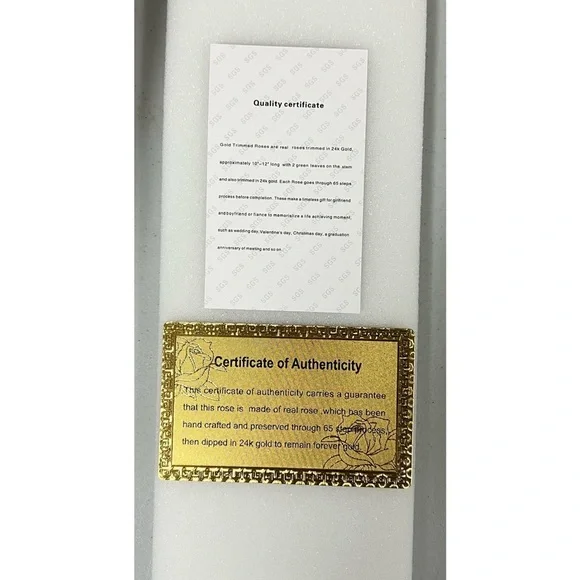 Quality certificate
Gold Trimmed Roses are real roses trimmed in 24k Gold,
approximately 10"-12" long with 2 green leaves on the stem
and also trimmed in 24k gold. Each Rose goes through 65 steps
process before completion. These make a timeless gift for girlfriend
and boyfriend or fiance to memorialize a life achieving moment,
such as wedding day, Valentine's day, Christmas day, a graduation
anniversary of meeting and so on.
Certificate of Authenticity
This certificate of authenticity carries a guarantee
that this rose is made of real rose ,which has been
hand crafted and preserved through 65 step process,
then dipped in 24k gold to remain forever gold.